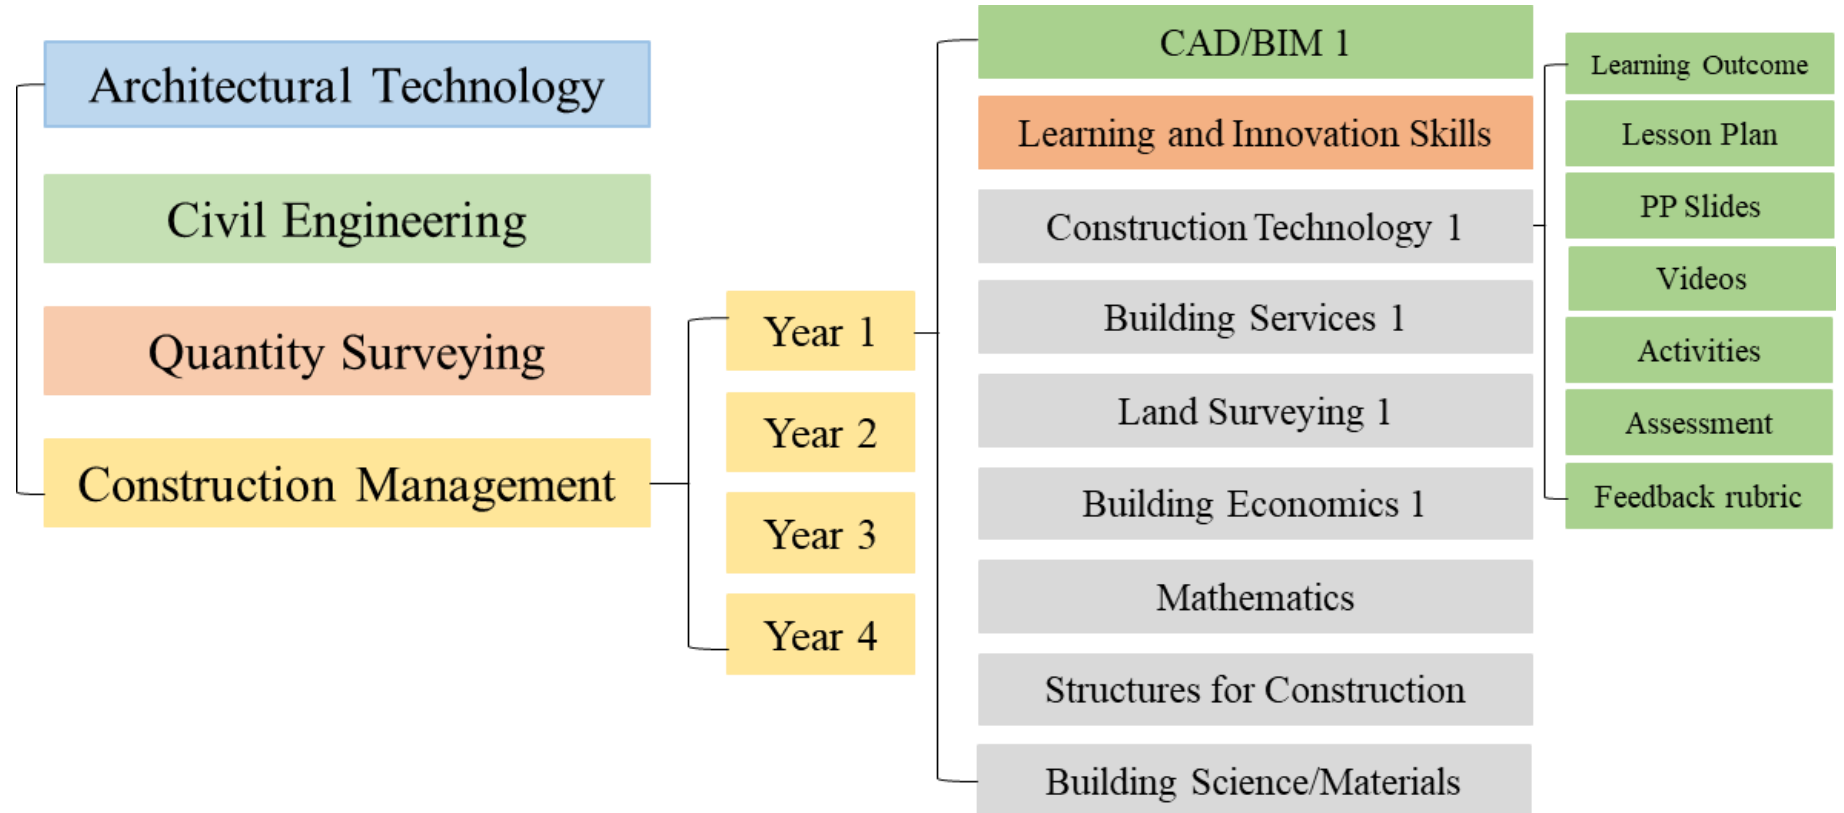 Architectural Technology
Civil Engineering
Quantity Surveying
Construction Management
Year 1
Year 2
Year 3
Year 4
CAD/BIM 1
Learning and Innovation Skills
Construction Technology 1
Building Services 1
Land Surveying 1
Building Economics 1
Mathematics
Structures for Construction
Building Science/Materials
Learning Outcome
Lesson Plan
PP Slides
Videos
Activities
Assessment
Feedback rubric